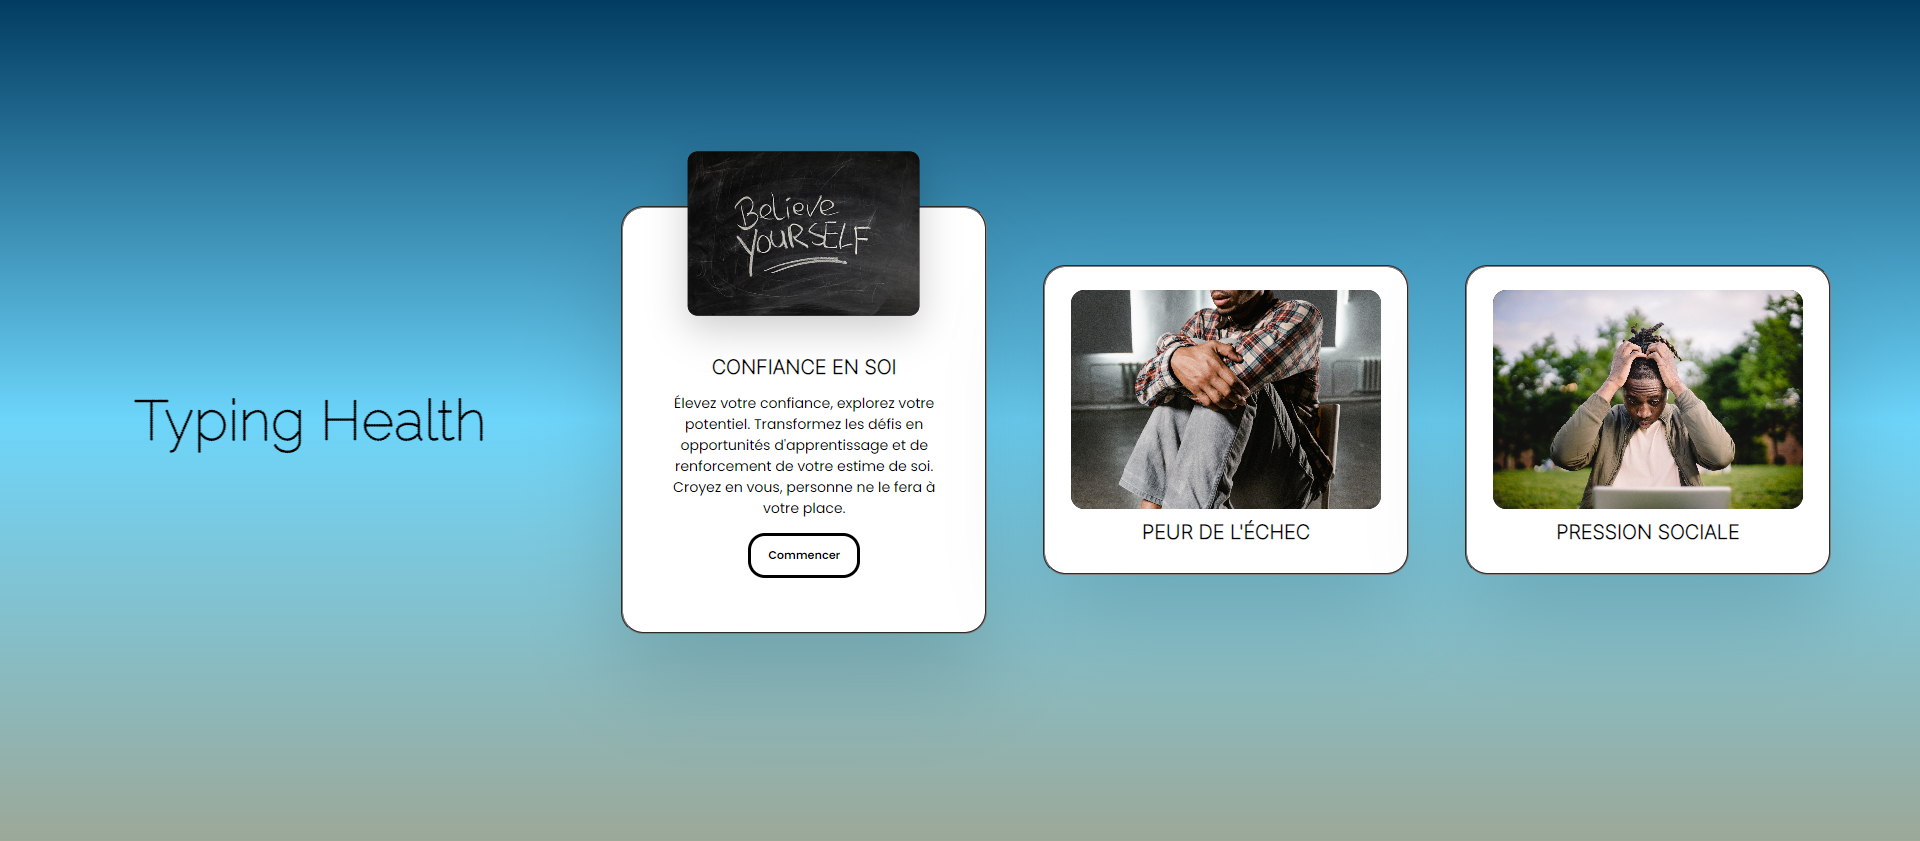 Typing Health
Believe
YOURSELF
CONFIANCE EN SOI
Élevez votre confiance, explorez votre
potentiel. Transformez les défis en
opportunités d'apprentissage et de
renforcement de votre estime de soi.
Croyez en vous, personne ne le fera à
votre place.
Commencer
PEUR DE L'ÉCHEC
PRESSION SOCIALE